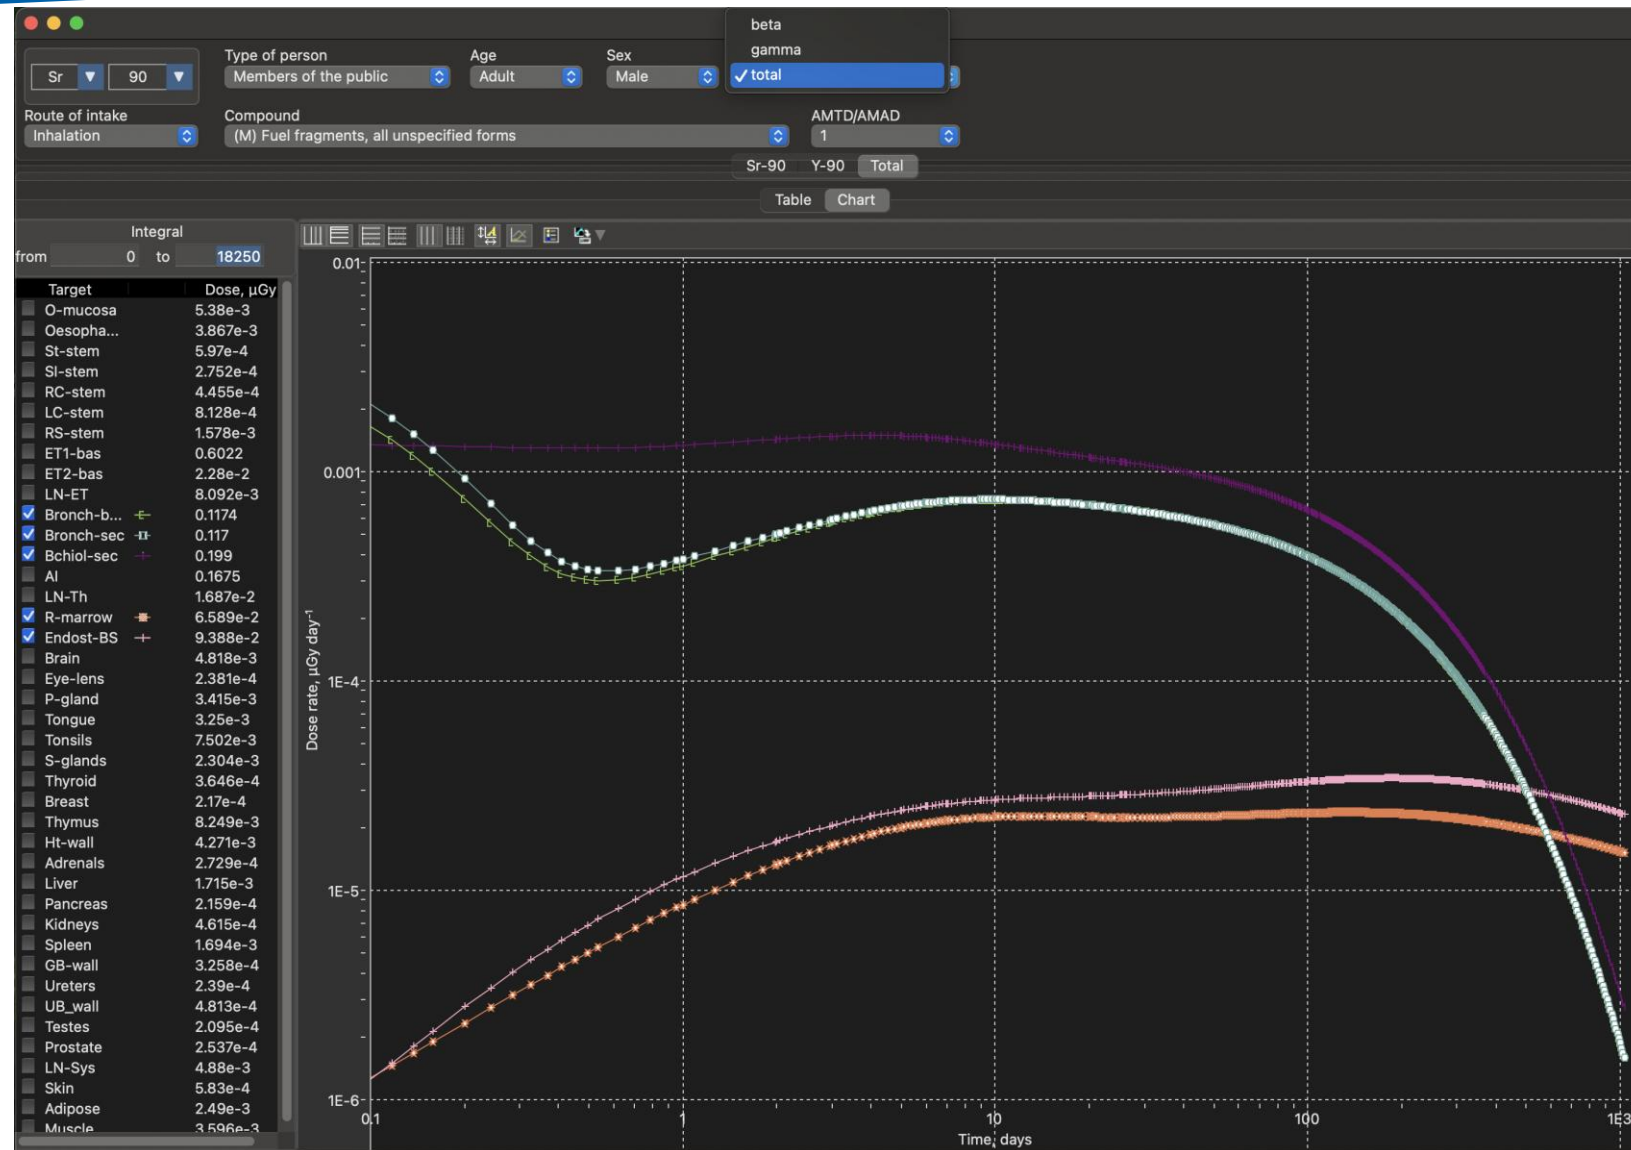 beta
gamma
✓ total
Type of person
Age
Sex
Sr
90
Members of the public
Adult
Male
Route of intake
Compound
AMTD/AMAD
Inhalation
(M) Fuel fragments, all unspecified forms
1
Sr-90 Y-90 Total
Table Chart
Integral
from 0 to 18250
Target Dose, µGy
O-mucosa 5.38e-3
Oesopha... 3.867e-3
St-stem 5.97e-4
SI-stem 2.752e-4
RC-stem 4.455e-4
LC-stem 8.128e-4
RS-stem 1.578e-3
ET1-bas 0.6022
ET2-bas 2.28e-2
LN-ET 8.092e-3
Bronch-b... 0.1174
Bronch-sec 0.117
Bchiol-sec 0.199
AI 0.1675
LN-Th 1.687e-2
R-marrow 6.589e-2
Endost-BS 9.388e-2
Brain 4.818e-3
Eye-lens 2.381e-4
P-gland 3.415e-3
Tongue 3.25e-3
Tonsils 7.502e-3
S-glands 2.304e-3
Thyroid 3.646e-4
Breast 2.17e-4
Thymus 8.249e-3
Ht-wall 4.271e-3
Adrenals 2.729e-4
Liver 1.715e-3
Pancreas 2.159e-4
Kidneys 4.615e-4
Spleen 1.694e-3
GB-wall 3.258e-4
Ureters 2.39e-4
UB_wall 4.813e-4
Testes 2.095e-4
Prostate 2.537e-4
LN-Sys 4.88e-3
Skin 5.83e-4
Adipose 2.49e-3
Muscle 3.596e-3
Dose rate, µGy day⁻¹
0.01
0.001
1E-4
1E-5
1E-6
0.1 1 10 100 1E3
Time, days